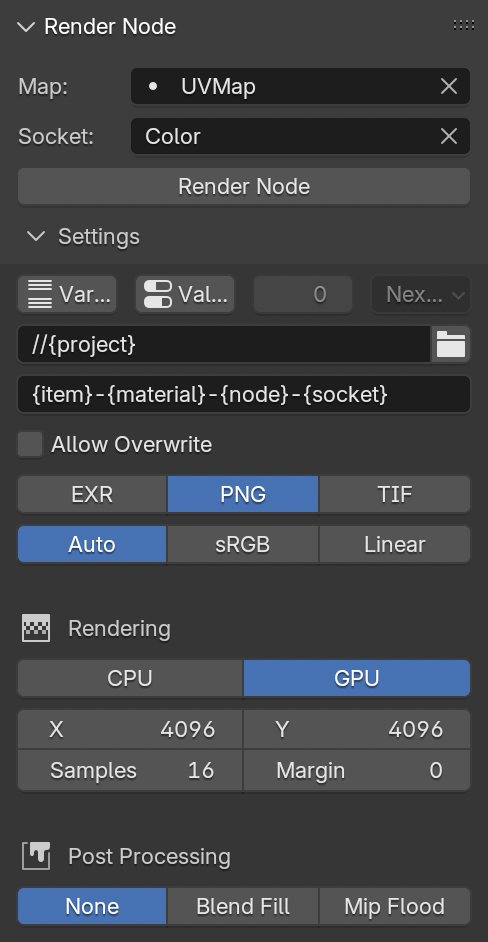 Render Node
Map: UVMap
Socket: Color
Render Node
Settings
Var... Val... 0 Nex...
//{project}
{item}-{material}-{node}-{socket}
Allow Overwrite
EXR PNG TIF
Auto sRGB Linear
Rendering
CPU GPU
X 4096 Y 4096
Samples 16 Margin 0
Post Processing
None Blend Fill Mip Flood